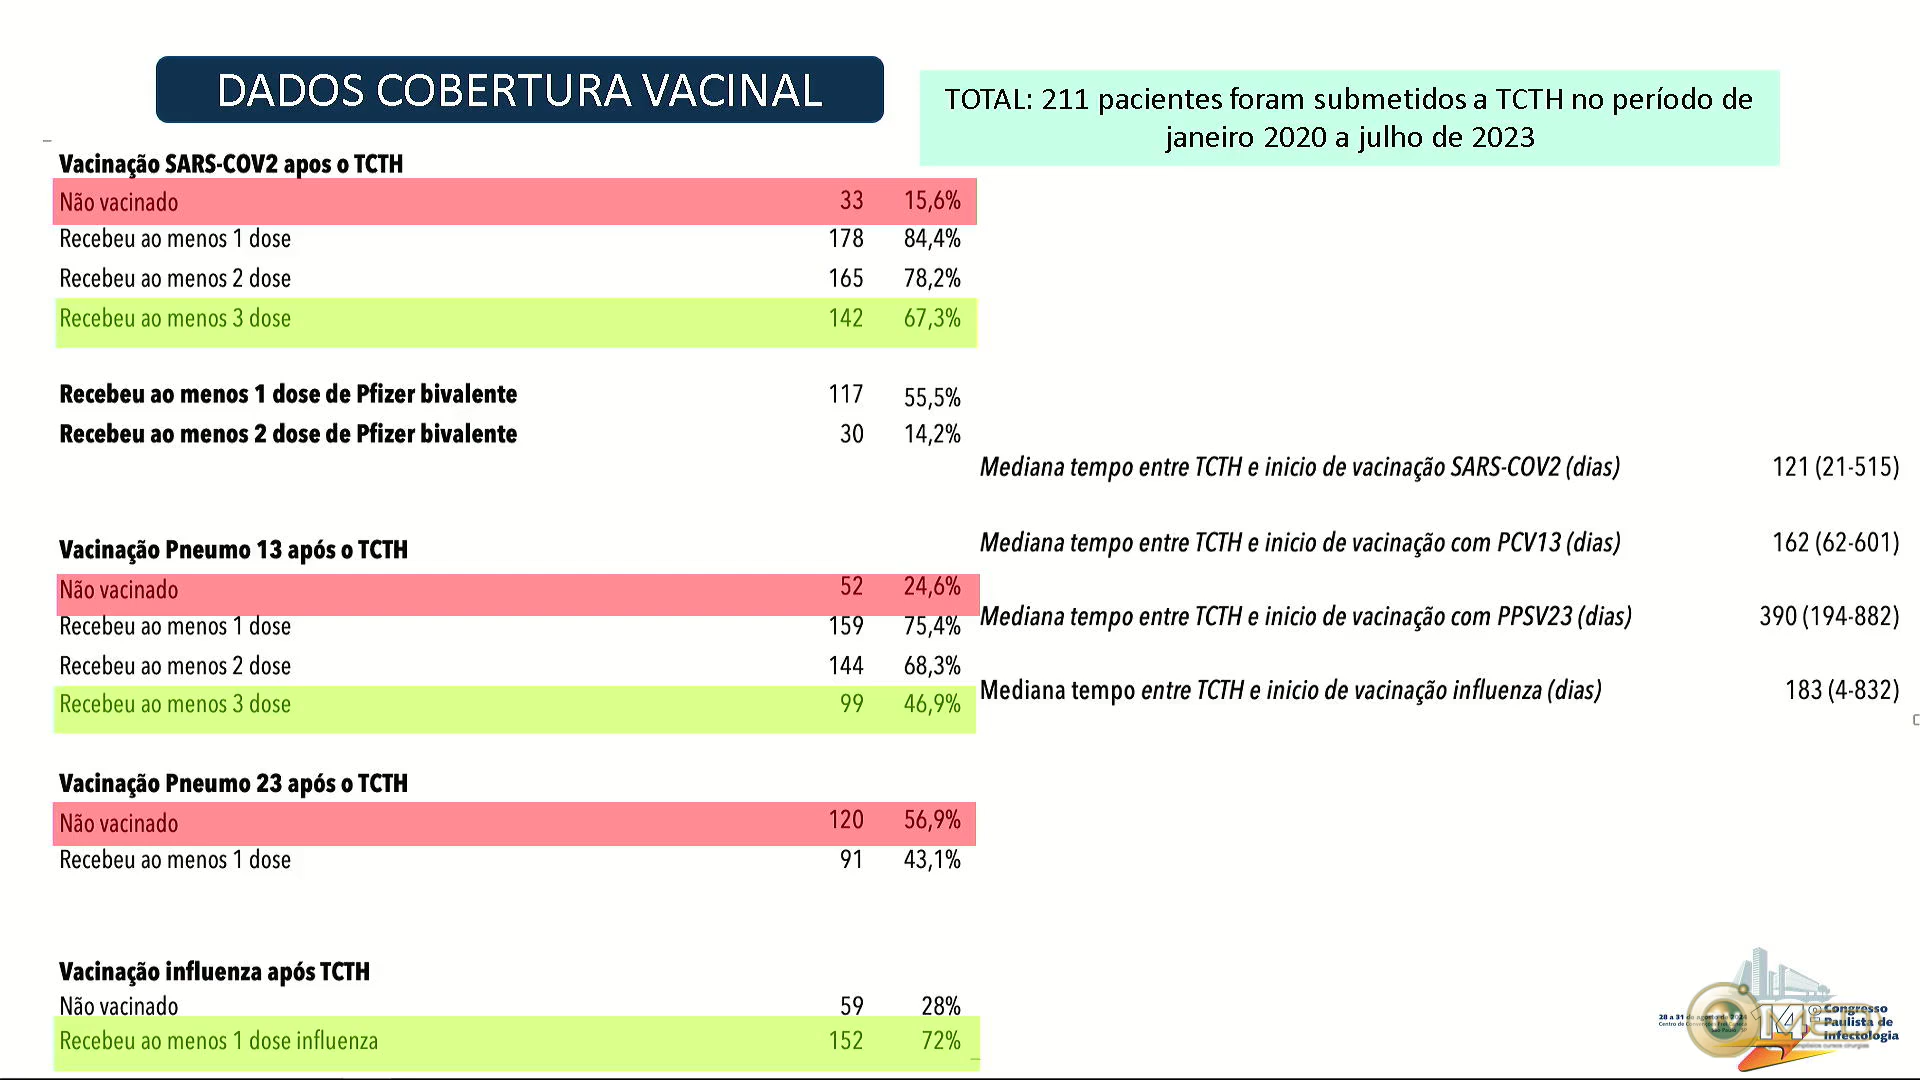 DADOS COBERTURA VACINAL
TOTAL: 211 pacientes foram submetidos a TCTH no período de
janeiro 2020 a julho de 2023
Vacinação SARS-COV2 apos o TCTH
Não vacinado 33 15,6%
Recebeu ao menos 1 dose 178 84,4%
Recebeu ao menos 2 dose 165 78,2%
Recebeu ao menos 3 dose 142 67,3%
Recebeu ao menos 1 dose de Pfizer bivalente 117 55,5%
Recebeu ao menos 2 dose de Pfizer bivalente 30 14,2%
Vacinação Pneumo 13 após o TCTH
Não vacinado 52 24,6%
Recebeu ao menos 1 dose 159 75,4%
Recebeu ao menos 2 dose 144 68,3%
Recebeu ao menos 3 dose 99 46,9%
Vacinação Pneumo 23 após o TCTH
Não vacinado 120 56,9%
Recebeu ao menos 1 dose 91 43,1%
Vacinação influenza após TCTH
Não vacinado 59 28%
Recebeu ao menos 1 dose influenza 152 72%
Mediana tempo entre TCTH e inicio de vacinação SARS-COV2 (dias) 121 (21-515)
Mediana tempo entre TCTH e inicio de vacinação com PCV13 (dias) 162 (62-601)
Mediana tempo entre TCTH e inicio de vacinação com PPSV23 (dias) 390 (194-882)
Mediana tempo entre TCTH e inicio de vacinação influenza (dias) 183 (4-832)
28 a 31 de agosto de
14º Congresso
Paulista de
Infectologia